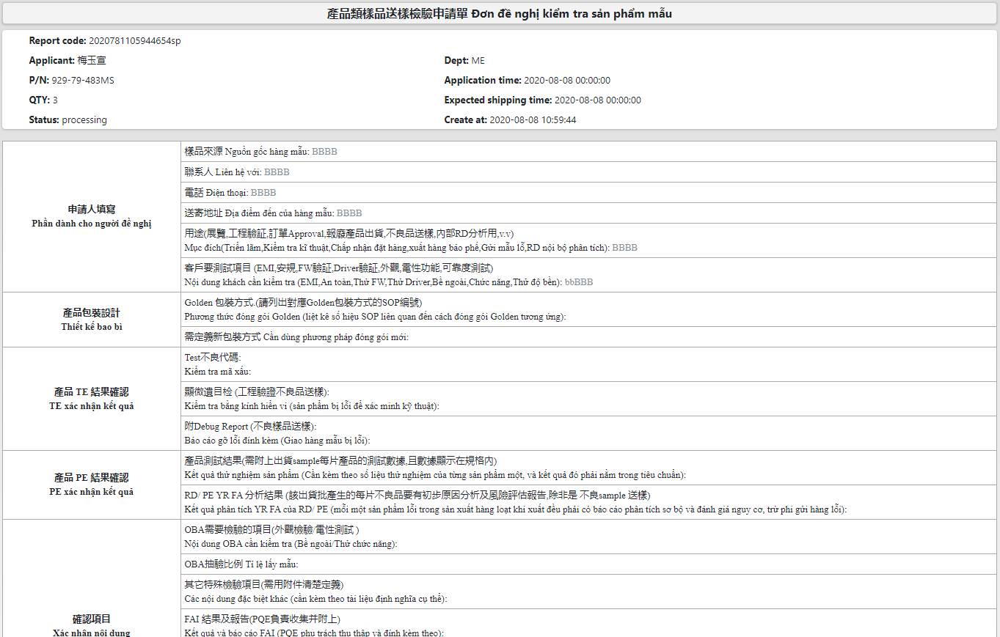 產品類樣品送樣檢驗申請單 Đơn đề nghị kiểm tra sản phẩm mẫu
Report code: 2020781105944654sp
Applicant: 梅玉宣
Dept: ME
P/N: 929-79-483MS
Application time: 2020-08-08 00:00:00
QTY: 3
Expected shipping time: 2020-08-08 00:00:00
Status: processing
Create at: 2020-08-08 10:59:44
申請人填寫
Phần dành cho người đề nghị
樣品來源 Nguồn gốc hàng mẫu: BBBB
聯系人 Liên hệ với: BBBB
電話 Điện thoại: BBBB
送寄地址 Địa điểm đến của hàng mẫu: BBBB
用途(展覽,工程驗証,訂單Approval,報廢產品出貨,不良品送樣,內部RD分析用,v.v)
Mục đích(Triển lãm,Kiểm tra kĩ thuật,Chấp nhận đặt hàng,xuất hàng báo phế,Gửi mẫu lỗ,RD nội bộ phân tích): BBBB
客戶要測試項目 (EMI,安規,FW驗証,Driver驗証,外觀,電性功能,可靠度測試)
Nội dung khách cần kiểm tra (EMI,An toàn,Thử FW,Thử Driver,Bề ngoài,Chức năng,Thử độ bền): bbBBB
產品包裝設計
Thiết kế bao bì
Golden 包裝方式.(請列出對應Golden包裝方式的SOP編號)
Phương thức đóng gói Golden (liệt kê số hiệu SOP liên quan đến cách đóng gói Golden tương ứng):
需定義新包裝方式 Cần dùng phương pháp đóng gói mới:
產品 TE 結果確認
TE xác nhận kết quả
Test不良代碼:
Kiểm tra mã xấu:
顯微遺目檢 (工程驗證不良品送樣):
Kiểm tra bằng kính hiển vi (sản phẩm bị lỗi để xác minh kỹ thuật):
附Debug Report (不良樣品送樣):
Báo cáo gỡ lỗi đính kèm (Giao hàng mẫu bị lỗi):
產品 PE 結果確認
PE xác nhận kết quả
產品測試結果(需附上出貨sample每片產品的測試數據,且數據顯示在規格內)
Kết quả thử nghiệm sản phẩm (Cần kèm theo số liệu thử nghiệm của từng sản phẩm một, và kết quả đó phải nằm trong tiêu chuẩn):
RD/ PE YR FA 分析結果 (該出貨批產生的每片不良品要有初步原因分析及風險評估報告,除非是 不良sample 送樣)
Kết quả phân tích YR FA của RD/ PE (mỗi một sản phẩm lỗi trong sản xuất hàng loạt khi xuất đều phải có báo cáo phân tích sơ bộ và đánh giá nguy cơ, trừ phi gửi hàng lỗi):
確認項目
Xác nhận nội dung
OBA需要檢驗的項目(外觀檢驗/電性測試 )
Nội dung OBA cần kiểm tra (Bề ngoài/Thử chức năng):
OBA抽驗比例 Tỉ lệ lấy mẫu:
其它特殊檢驗項目(需用附件清楚定義)
Các nội dung đặc biệt khác (cần kèm theo tài liệu định nghĩa cụ thể):
FAI 結果及報告(PQE負責收集并附上)
Kết quả và báo cáo FAI (PQE phụ trách thu thập và đính kèm theo):